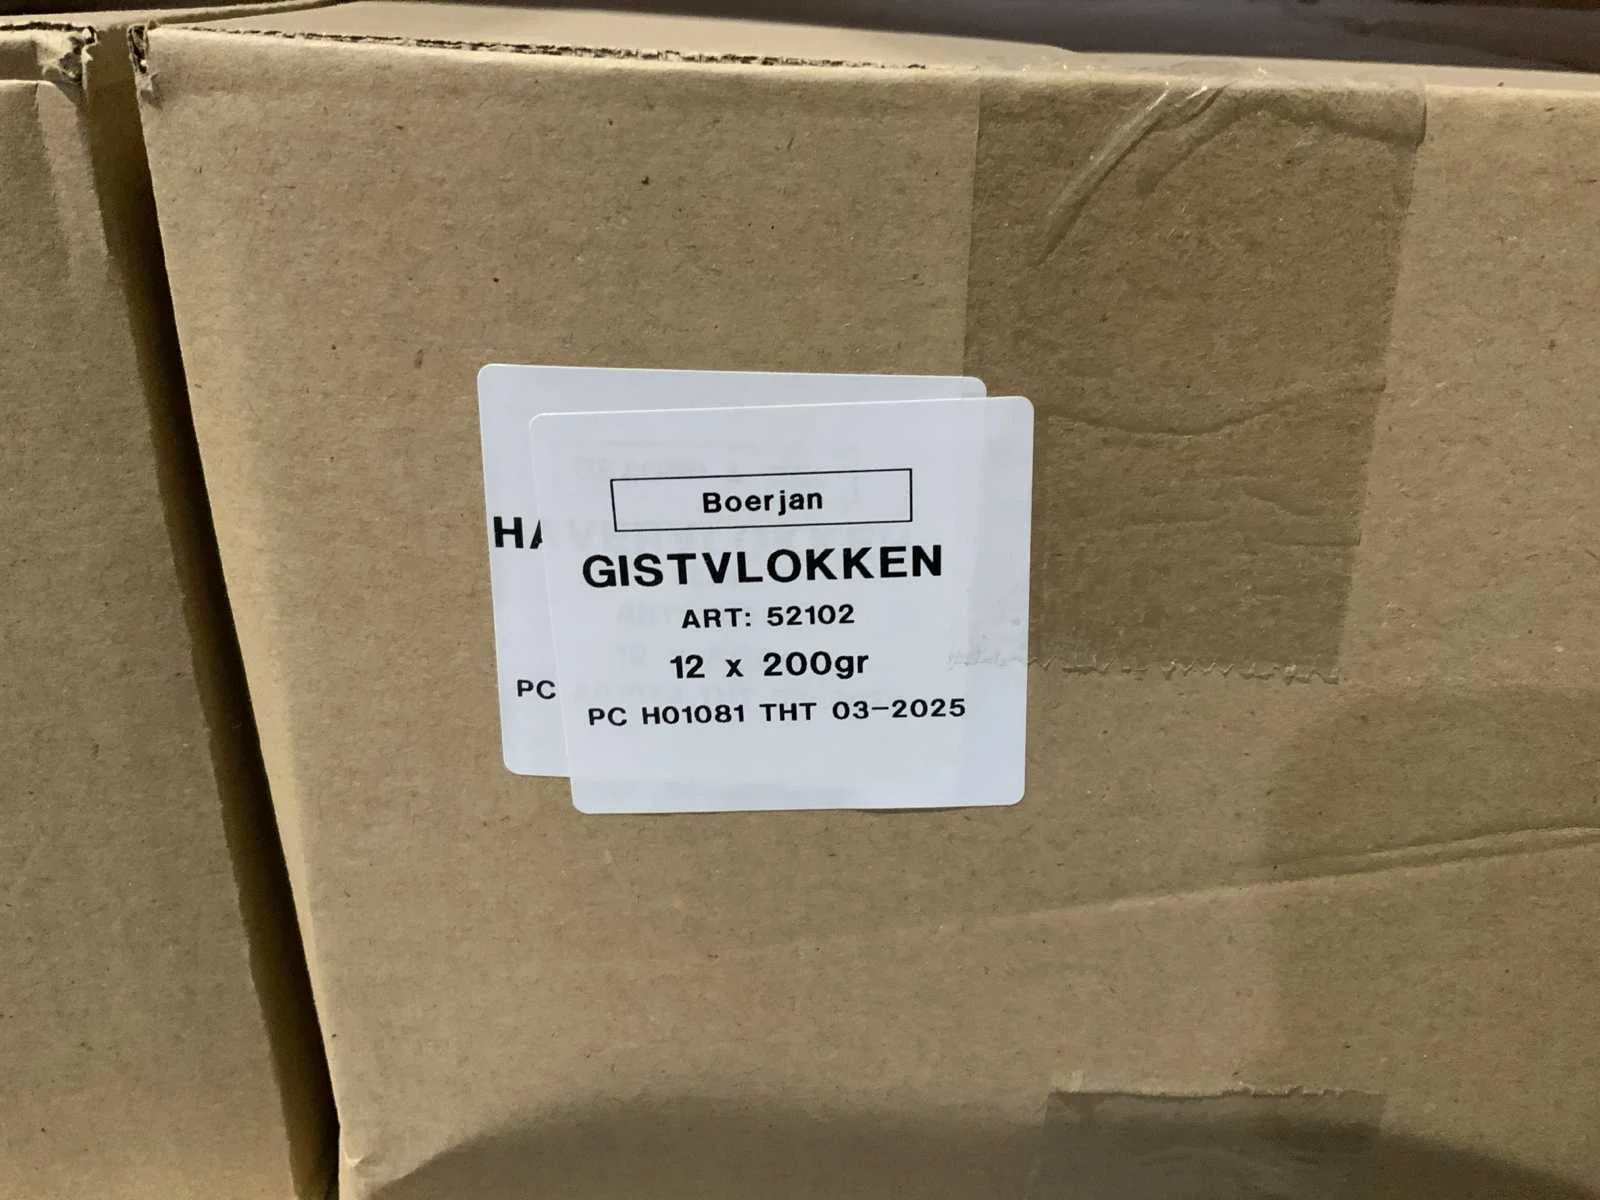 Boerjan
GISTVLOKKEN
ART: 52102
12 x 200gr
PC H01081 THT 03-2025
HA
PC